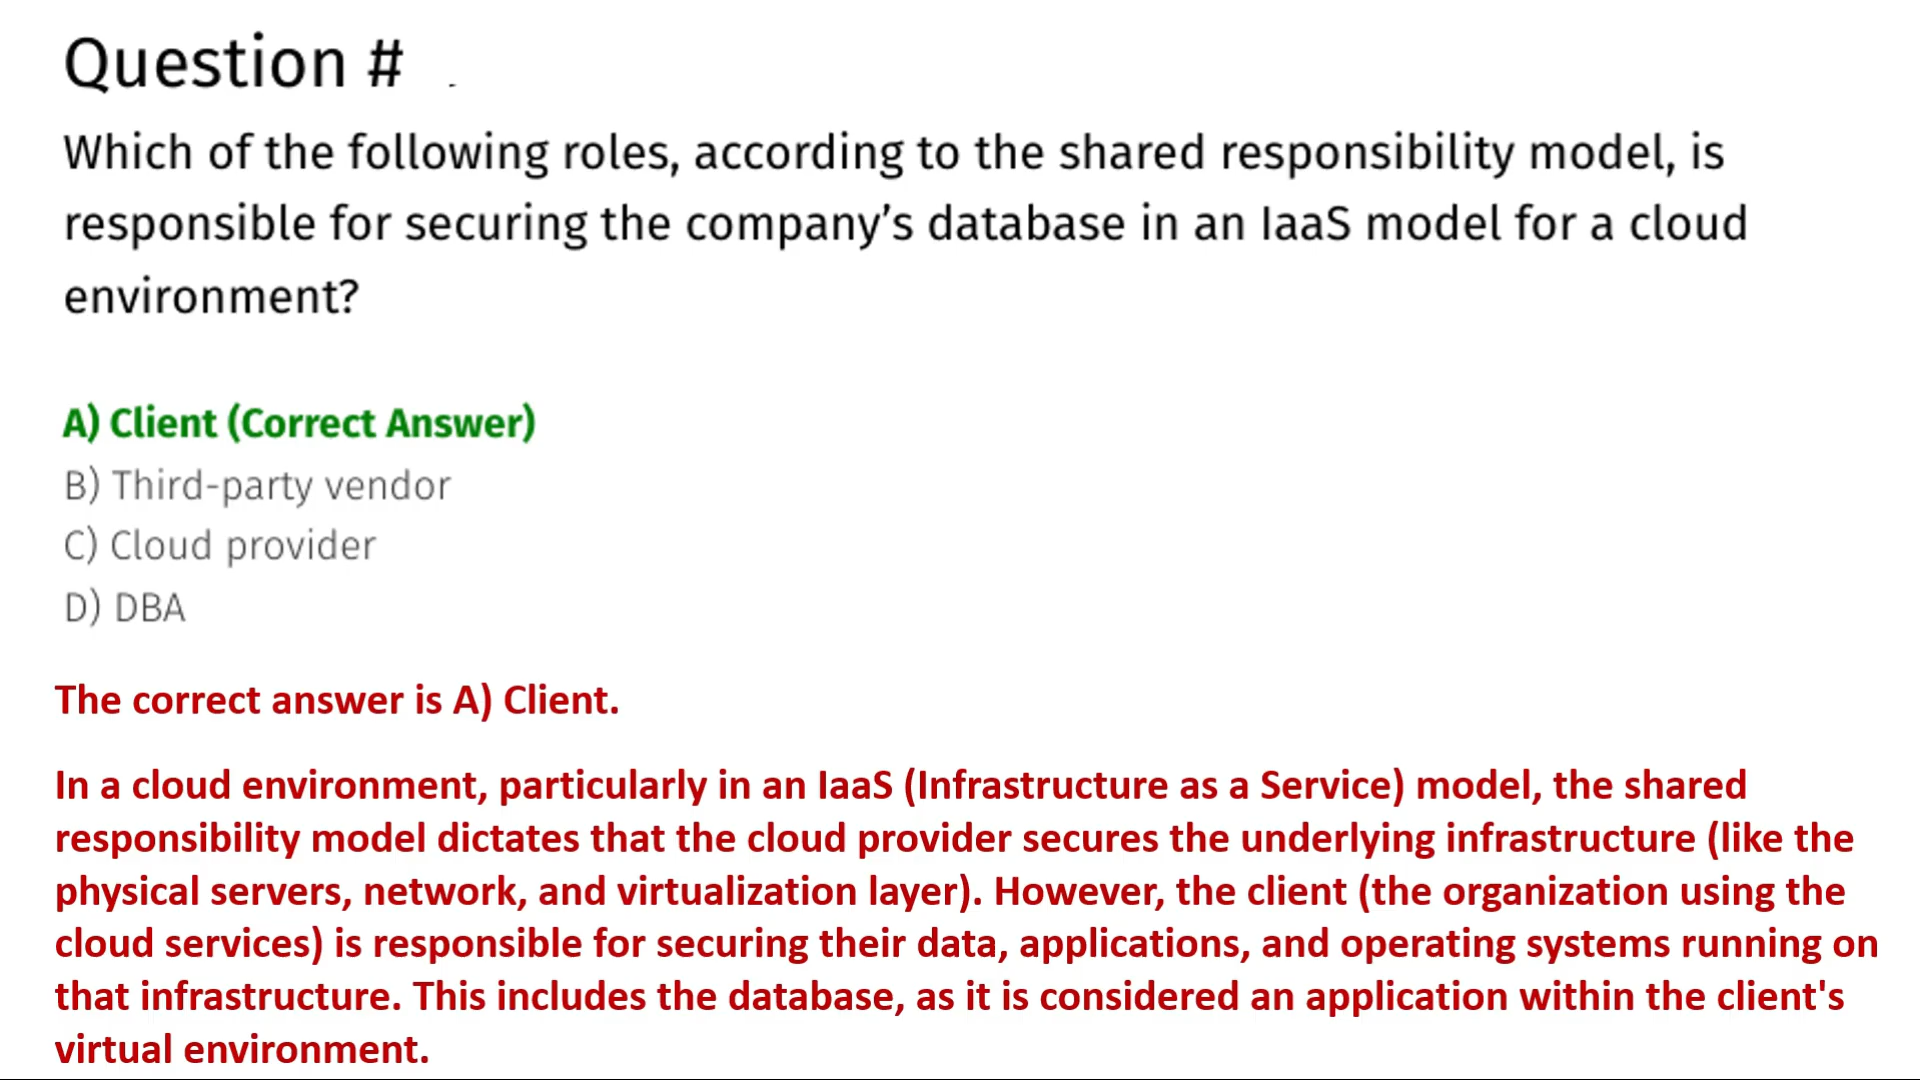 Question #
Which of the following roles, according to the shared responsibility model, is
responsible for securing the company’s database in an IaaS model for a cloud
environment?
A) Client (Correct Answer)
B) Third-party vendor
C) Cloud provider
D) DBA
The correct answer is A) Client.
In a cloud environment, particularly in an IaaS (Infrastructure as a Service) model, the shared
responsibility model dictates that the cloud provider secures the underlying infrastructure (like the
physical servers, network, and virtualization layer). However, the client (the organization using the
cloud services) is responsible for securing their data, applications, and operating systems running on
that infrastructure. This includes the database, as it is considered an application within the client's
virtual environment.